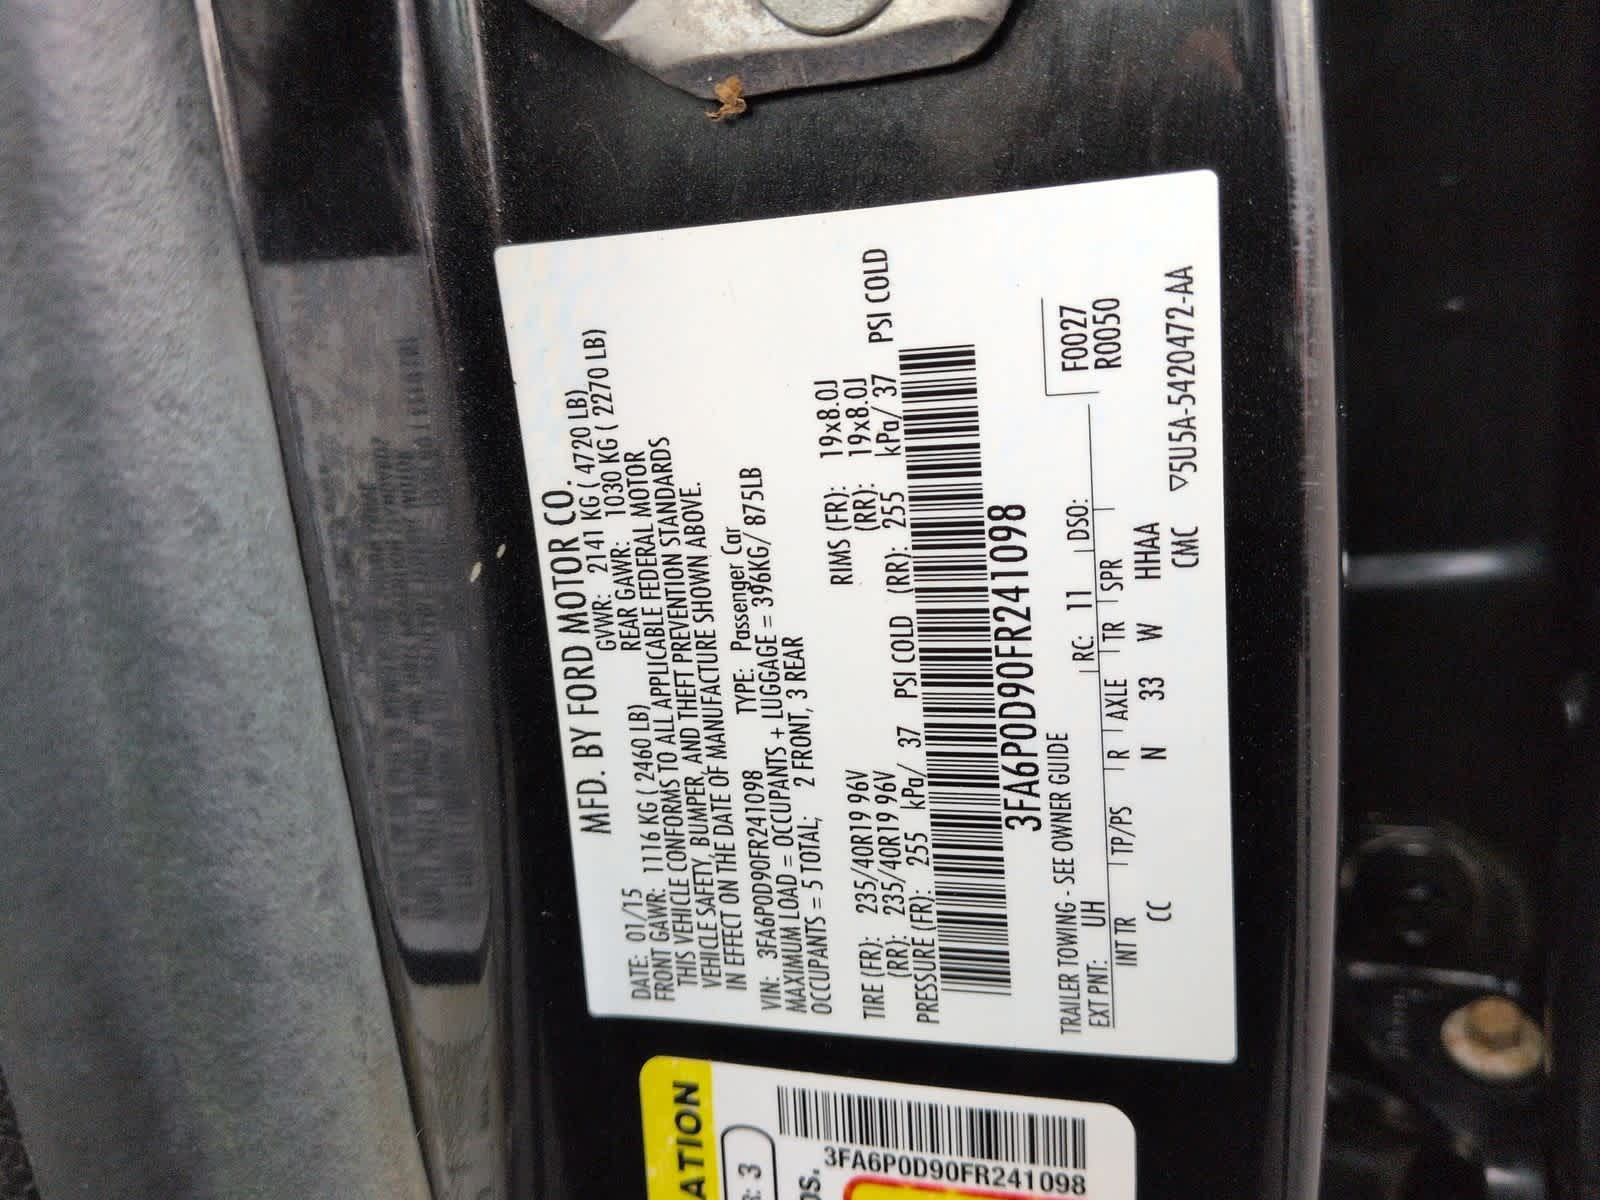 MFD. BY FORD MOTOR CO.
DATE: 01/15 GVWR: 2141 KG ( 4720 LB)
FRONT GAWR: 1116 KG ( 2460 LB) REAR GAWR: 1030 KG ( 2270 LB)
THIS VEHICLE CONFORMS TO ALL APPLICABLE FEDERAL MOTOR
VEHICLE SAFETY, BUMPER, AND THEFT PREVENTION STANDARDS
IN EFFECT ON THE DATE OF MANUFACTURE SHOWN ABOVE.
VIN: 3FA6P0D90FR241098 TYPE: Passenger Car
MAXIMUM LOAD = OCCUPANTS + LUGGAGE = 396KG/ 875LB
OCCUPANTS = 5 TOTAL; 2 FRONT, 3 REAR
TIRE (FR): 235/40R19 96V RIMS (FR): 19x8.0J
(RR): 235/40R19 96V (RR): 19x8.0J
PRESSURE (FR): 255 kPa/ 37 PSI COLD (RR): 255 kPa/ 37 PSI COLD
3FA6P0D90FR241098
TRAILER TOWING - SEE OWNER GUIDE
F0027
R0050
EXT PNT: UH RC: 11 DSO:
INT TR TP/PS R AXLE TR SPR
CC N 33 W HHAA
CMC ▽5U5A-5420472-AA
ATION
R: 3
OS.
3FA6P0D90FR241098